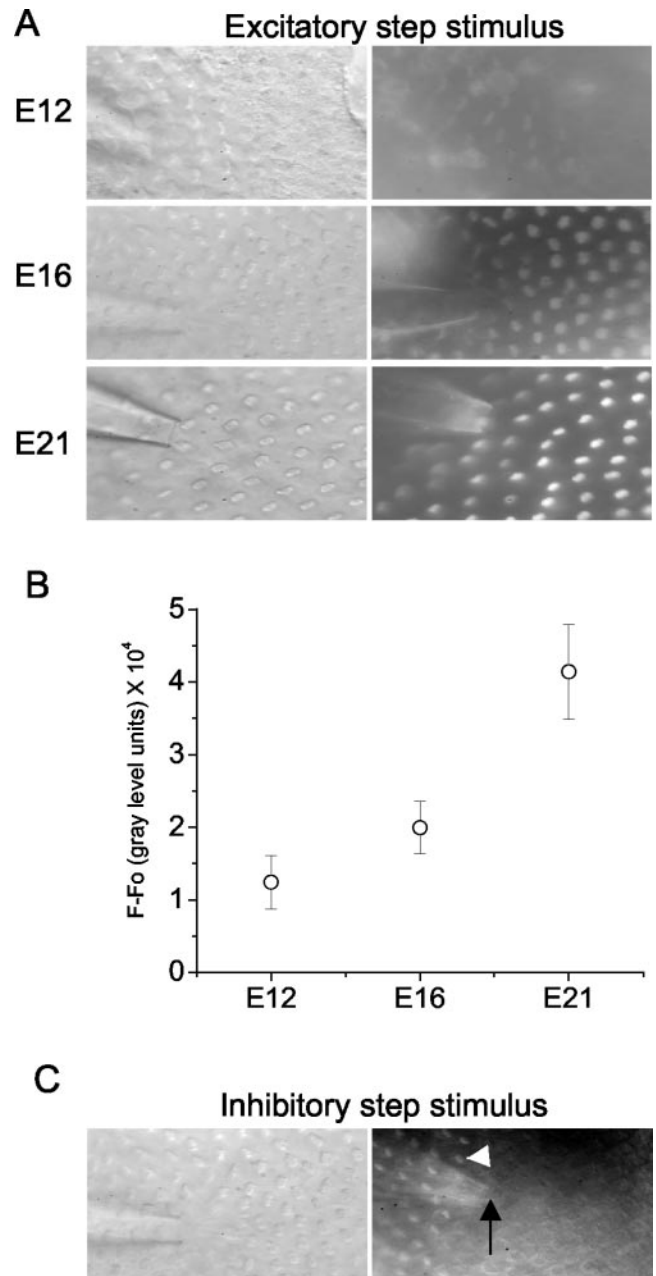 A
Excitatory step stimulus
E12
E16
E21
B
F-Fo (gray level units) X 10⁴
5
4
3
2
1
0
E12 E16 E21
C
Inhibitory step stimulus